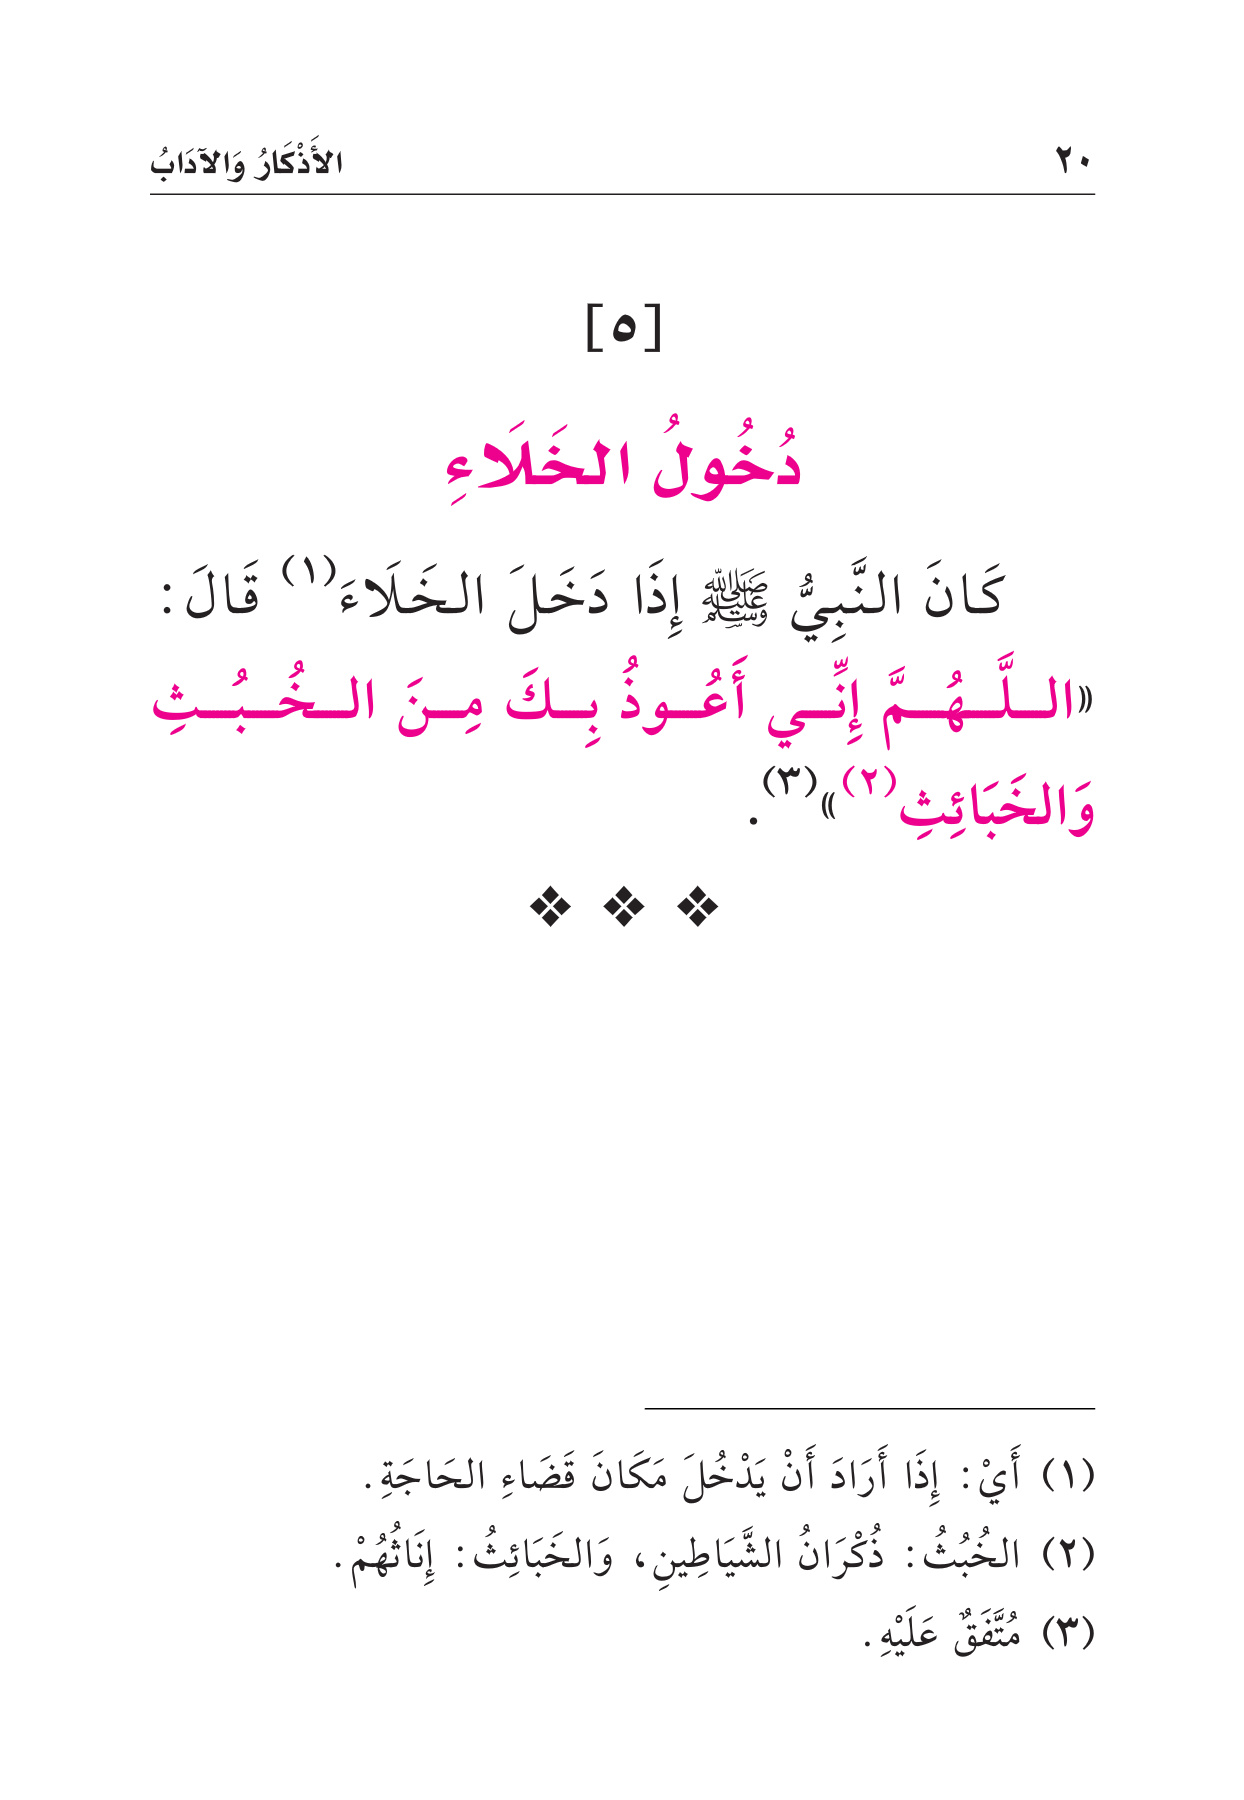 ٢٠ الأَذْكَارُ وَالآدَابُ
[٥]
دُخُولُ الخَلَاءِ
كَانَ النَّبِيُّ ﷺ إِذَا دَخَلَ الخَلَاءَ(١) قَالَ:
«اللَّهُمَّ إِنِّي أَعُوذُ بِكَ مِنَ الخُبُثِ
وَالخَبَائِثِ(٢)»(٣).
❖ ❖ ❖
(١) أَيْ: إِذَا أَرَادَ أَنْ يَدْخُلَ مَكَانَ قَضَاءِ الحَاجَةِ.
(٢) الخُبُثُ: ذُكْرَانُ الشَّيَاطِينِ، وَالخَبَائِثُ: إِنَاثُهُمْ.
(٣) مُتَّفَقٌ عَلَيْهِ.